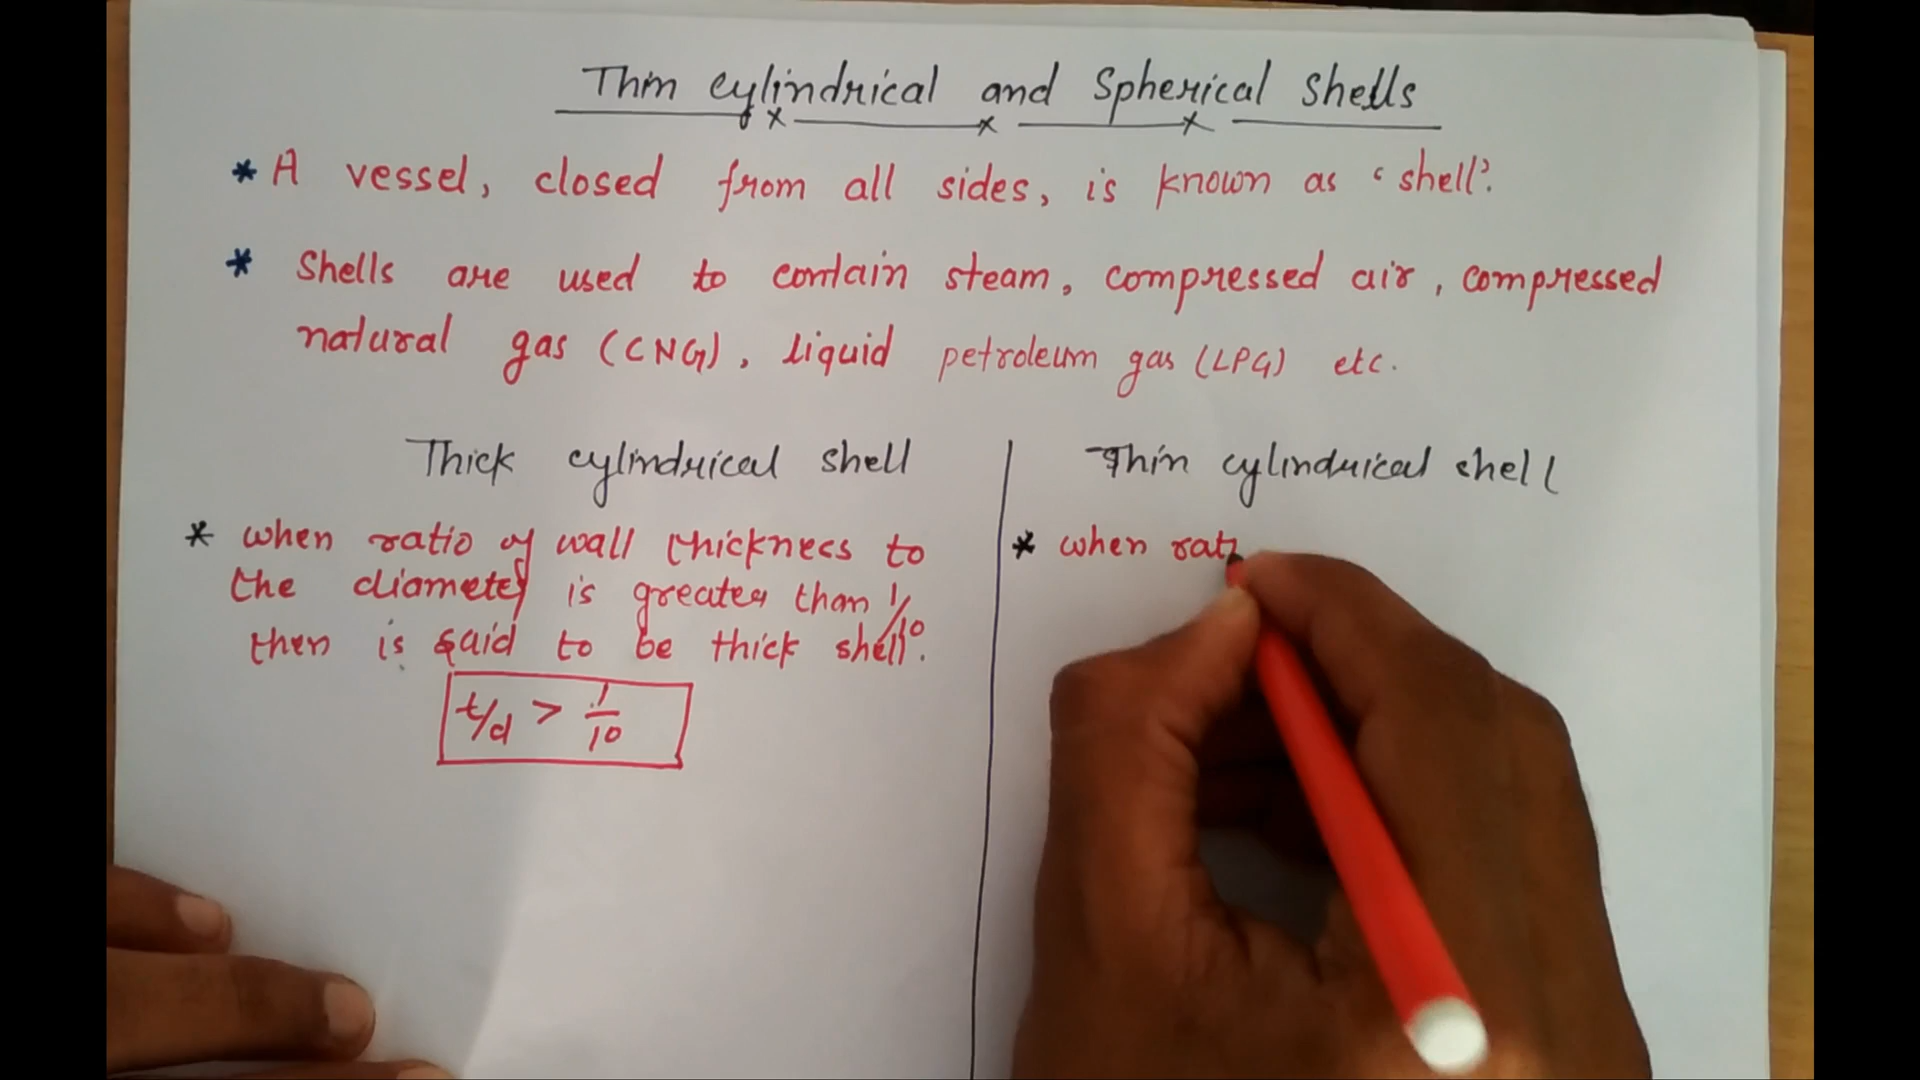 Thin cylindrical and Spherical Shells
* A vessel, closed from all sides, is known as 'shell'.
* Shells are used to contain steam, compressed air, compressed
natural gas (CNG), liquid petroleum gas (LPG) etc.
Thick cylindrical shell
* when ratio of wall thickness to
the diameter is greater than 1/10
then is said to be thick shell.
t/d > 1/10
Thin cylindrical shell
* when rati